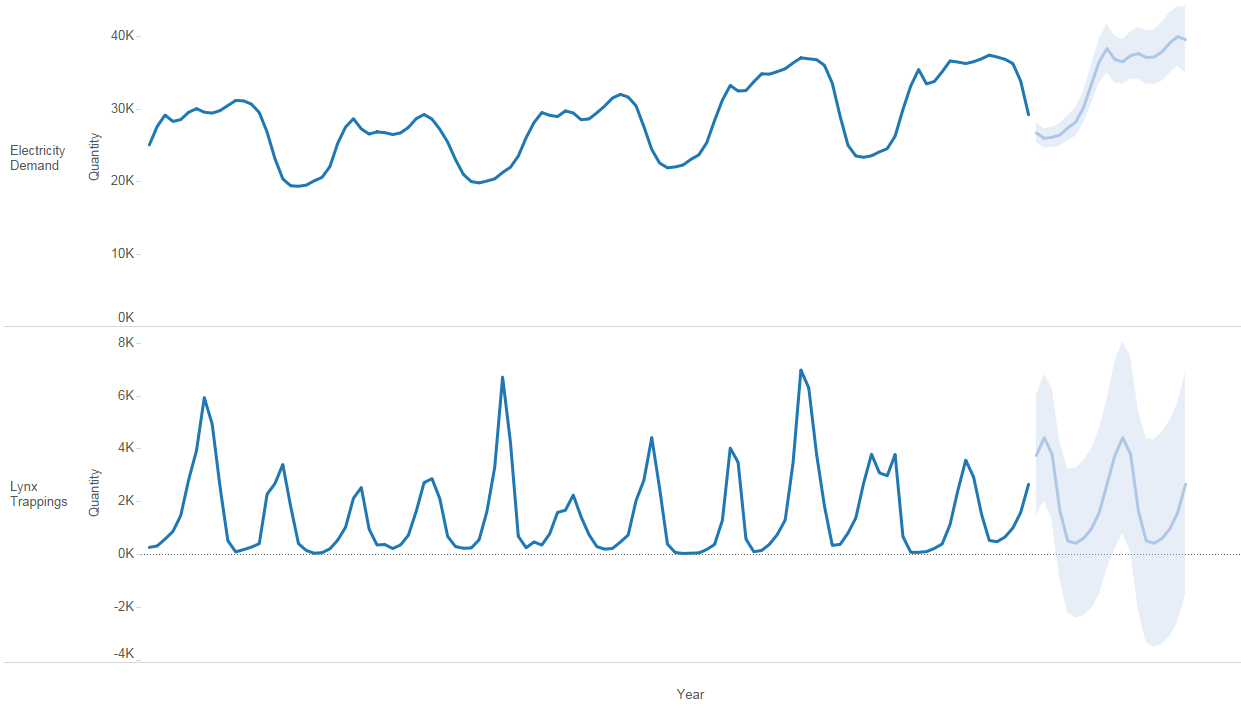 40K
30K
Electricity
Demand
Quantity
20K
10K
0K
8K
6K
4K
Lynx
Trappings
Quantity
2K
0K
-2K
-4K
Year